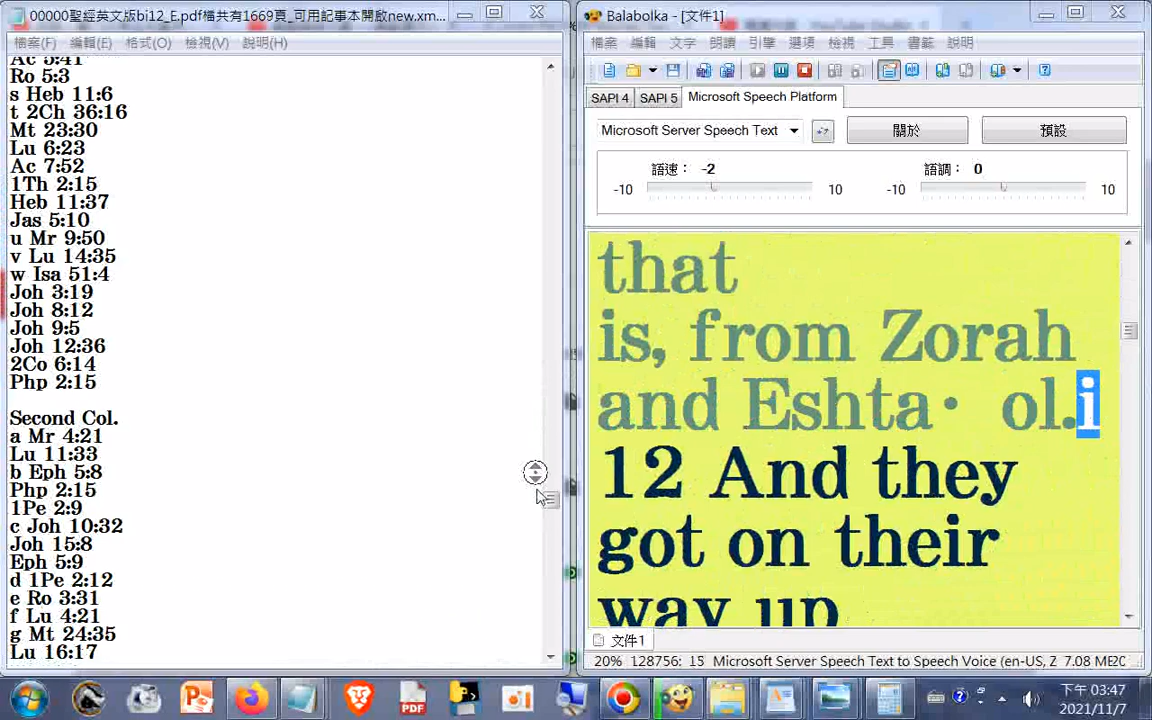 00000聖經英文版bi12_E.pdf檔共有1669頁_可用記事本開啟new.xm...
檔案(F) 編輯(E) 格式(O) 檢視(V) 說明(H)
Ac 5:41
Ro 5:3
s Heb 11:6
t 2Ch 36:16
Mt 23:30
Lu 6:23
Ac 7:52
1Th 2:15
Heb 11:37
Jas 5:10
u Mr 9:50
v Lu 14:35
w Isa 51:4
Joh 3:19
Joh 8:12
Joh 9:5
Joh 12:36
2Co 6:14
Php 2:15
Second Col.
a Mr 4:21
Lu 11:33
b Eph 5:8
Php 2:15
1Pe 2:9
c Joh 10:32
Joh 15:8
Eph 5:9
d 1Pe 2:12
e Ro 3:31
f Lu 4:21
g Mt 24:35
Lu 16:17
Balabolka - [文件1]
檔案 編輯 文字 朗讀 引擎 選項 檢視 工具 書籤 說明
SAPI 4 SAPI 5 Microsoft Speech Platform
Microsoft Server Speech Text 關於 預設
語速： -2 語調： 0
-10 10 -10 10
that
is, from Zorah
and Eshta· ol.i
12 And they
got on their
way up
文件1
20% 128756: 15 Microsoft Server Speech Text to Speech Voice (en-US, Z 7.08 ME
PDF
下午 03:47
2021/11/7